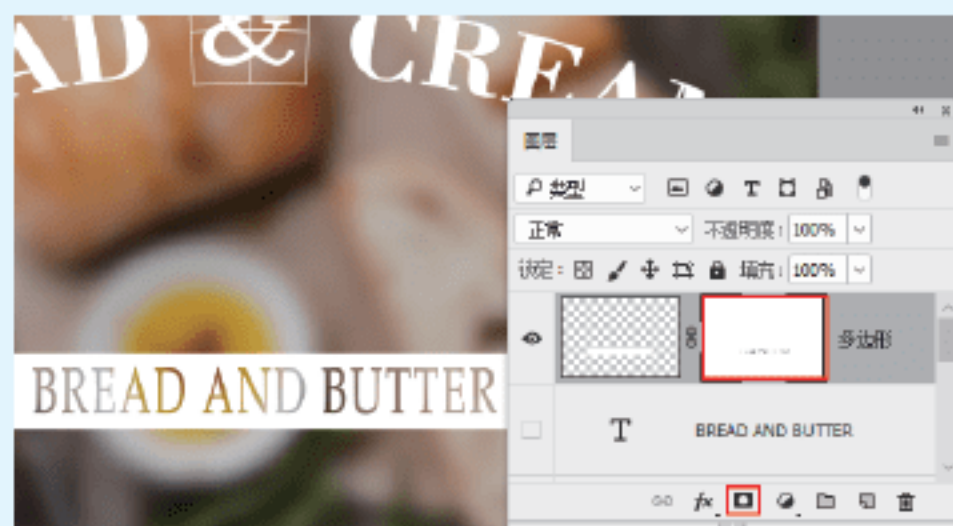 AD & CREA
图层
类型
正常 不透明度: 100%
锁定: 填充: 100%
多边形
BREAD AND BUTTER
T BREAD AND BUTTER
fx